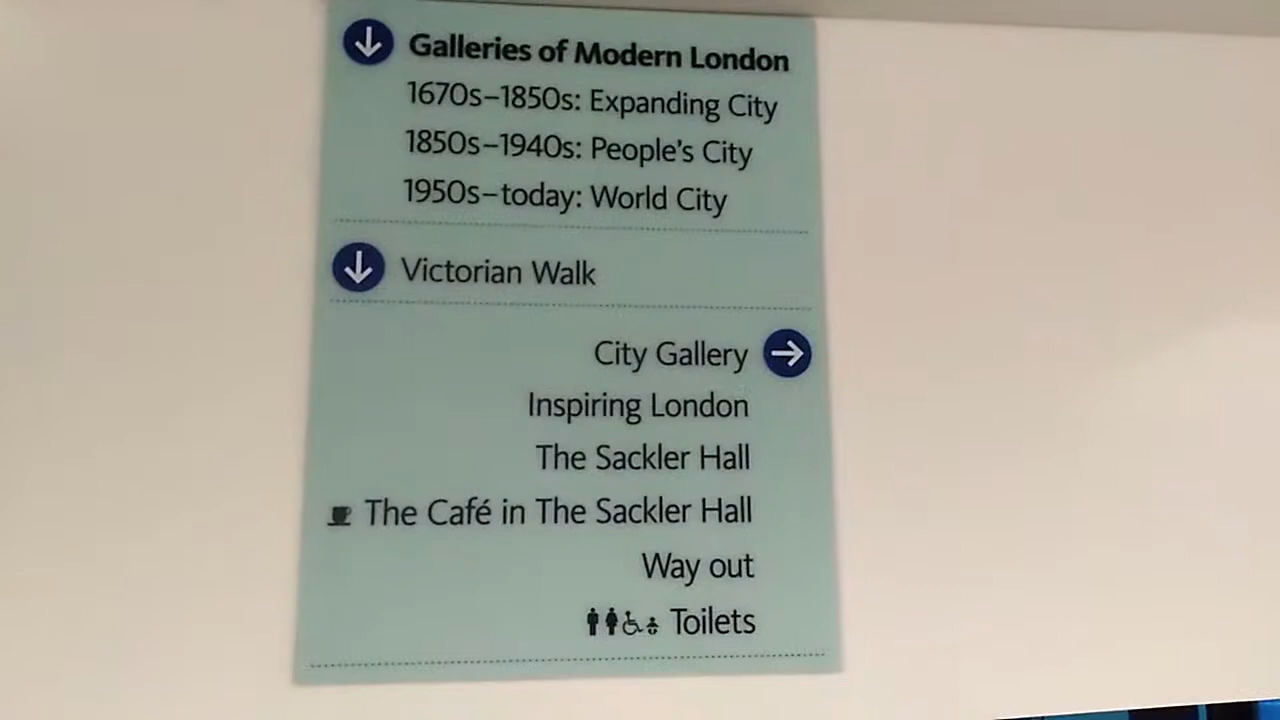 Galleries of Modern London
1670s–1850s: Expanding City
1850s–1940s: People's City
1950s–today: World City
Victorian Walk
City Gallery
Inspiring London
The Sackler Hall
The Café in The Sackler Hall
Way out
Toilets